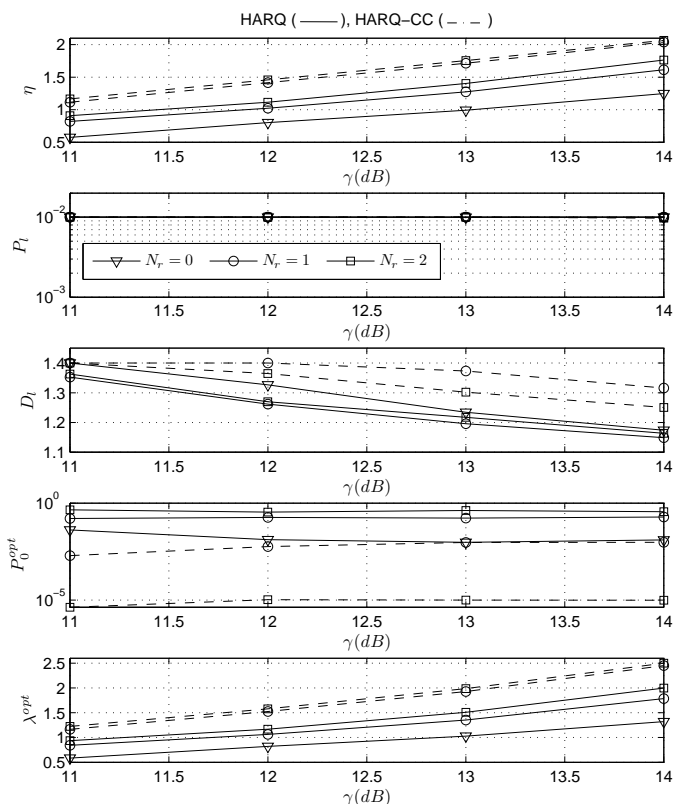 HARQ ( —— ), HARQ−CC ( – · – )
2
1.5
1
0.5
η
11 11.5 12 12.5 13 13.5 14
γ(dB)
10⁻²
10⁻³
P_l
N_r = 0 N_r = 1 N_r = 2
11 11.5 12 12.5 13 13.5 14
γ(dB)
1.4
1.3
1.2
1.1
D_l
11 11.5 12 12.5 13 13.5 14
γ(dB)
10⁰
10⁻⁵
P₀^opt
11 11.5 12 12.5 13 13.5 14
γ(dB)
2.5
2
1.5
1
0.5
λ^opt
11 11.5 12 12.5 13 13.5 14
γ(dB)